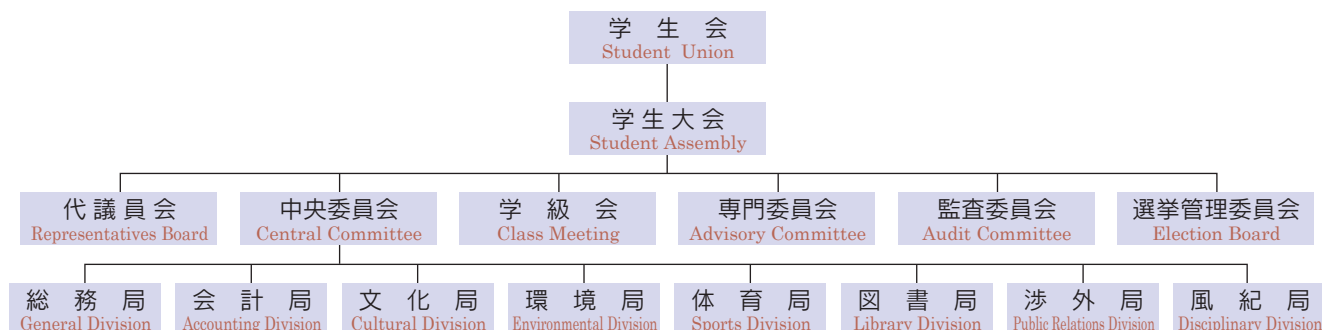 学 生 会
Student Union
学 生 大 会
Student Assembly
代 議 員 会
Representatives Board
中央委員会
Central Committee
学 級 会
Class Meeting
専門委員会
Advisory Committee
監査委員会
Audit Committee
選挙管理委員会
Election Board
総 務 局
General Division
会 計 局
Accounting Division
文 化 局
Cultural Division
環 境 局
Environmental Division
体 育 局
Sports Division
図 書 局
Library Division
渉 外 局
Public Relations Division
風 紀 局
Disciplinary Division